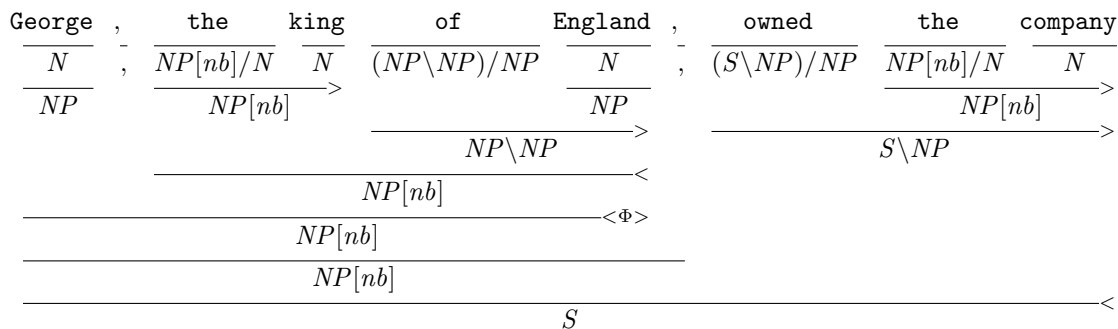 George , the king of England , owned the company
N , NP[nb]/N N (NP\NP)/NP N , (S\NP)/NP NP[nb]/N N
NP NP[nb] > NP NP[nb] >
NP\NP > S\NP >
NP[nb] <
NP[nb] <Φ>
NP[nb]
S <